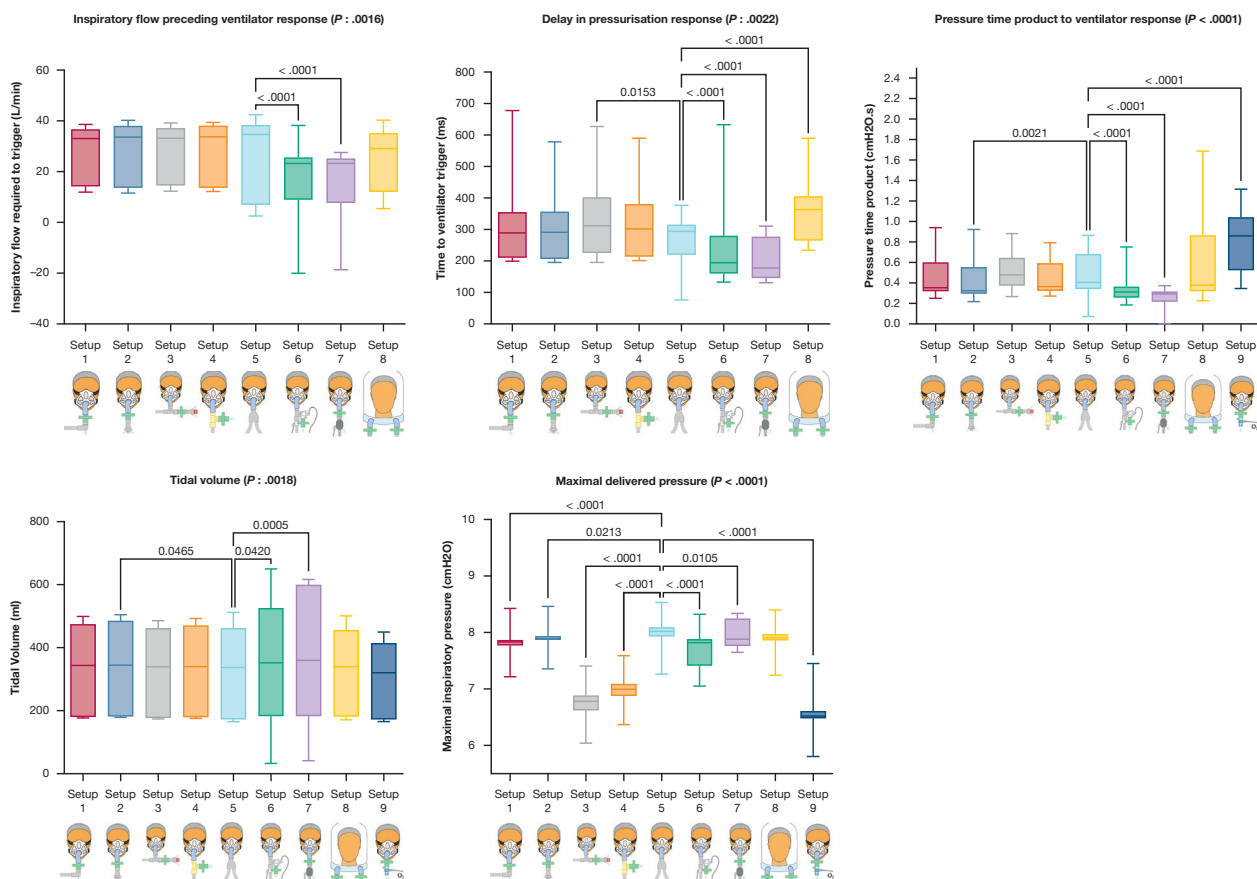 Inspiratory flow preceding ventilator response (P : .0016)
Inspiratory flow required to trigger (L/min)
60
40
20
0
−20
−40
< .0001
< .0001
Setup 1
Setup 2
Setup 3
Setup 4
Setup 5
Setup 6
Setup 7
Setup 8
Delay in pressurisation response (P : .0022)
Time to ventilator trigger (ms)
800
700
600
500
400
300
200
100
0
< .0001
< .0001
0.0153
< .0001
Setup 1
Setup 2
Setup 3
Setup 4
Setup 5
Setup 6
Setup 7
Setup 8
Pressure time product to ventilator response (P < .0001)
Pressure time product (cmH2O.s)
2.4
2.2
2.0
1.8
1.6
1.4
1.2
1.0
0.8
0.6
0.4
0.2
0.0
< .0001
< .0001
0.0021
< .0001
Setup 1
Setup 2
Setup 3
Setup 4
Setup 5
Setup 6
Setup 7
Setup 8
Setup 9
Tidal volume (P : .0018)
Tidal Volume (ml)
800
600
400
200
0
0.0005
0.0465
0.0420
Setup 1
Setup 2
Setup 3
Setup 4
Setup 5
Setup 6
Setup 7
Setup 8
Setup 9
Maximal delivered pressure (P < .0001)
Maximal inspiratory pressure (cmH2O)
10
9
8
7
6
< .0001
0.0213
< .0001
< .0001
0.0105
< .0001
< .0001
Setup 1
Setup 2
Setup 3
Setup 4
Setup 5
Setup 6
Setup 7
Setup 8
Setup 9